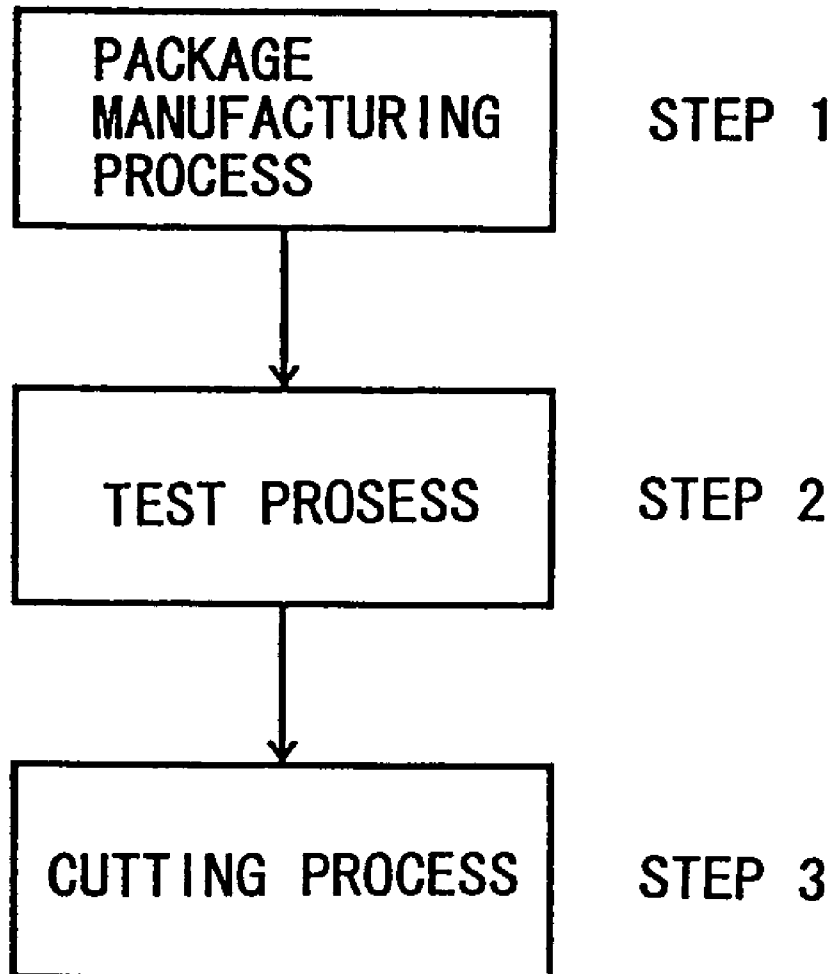 PACKAGE
MANUFACTURING
PROCESS
STEP 1
TEST PROSESS
STEP 2
CUTTING PROCESS
STEP 3